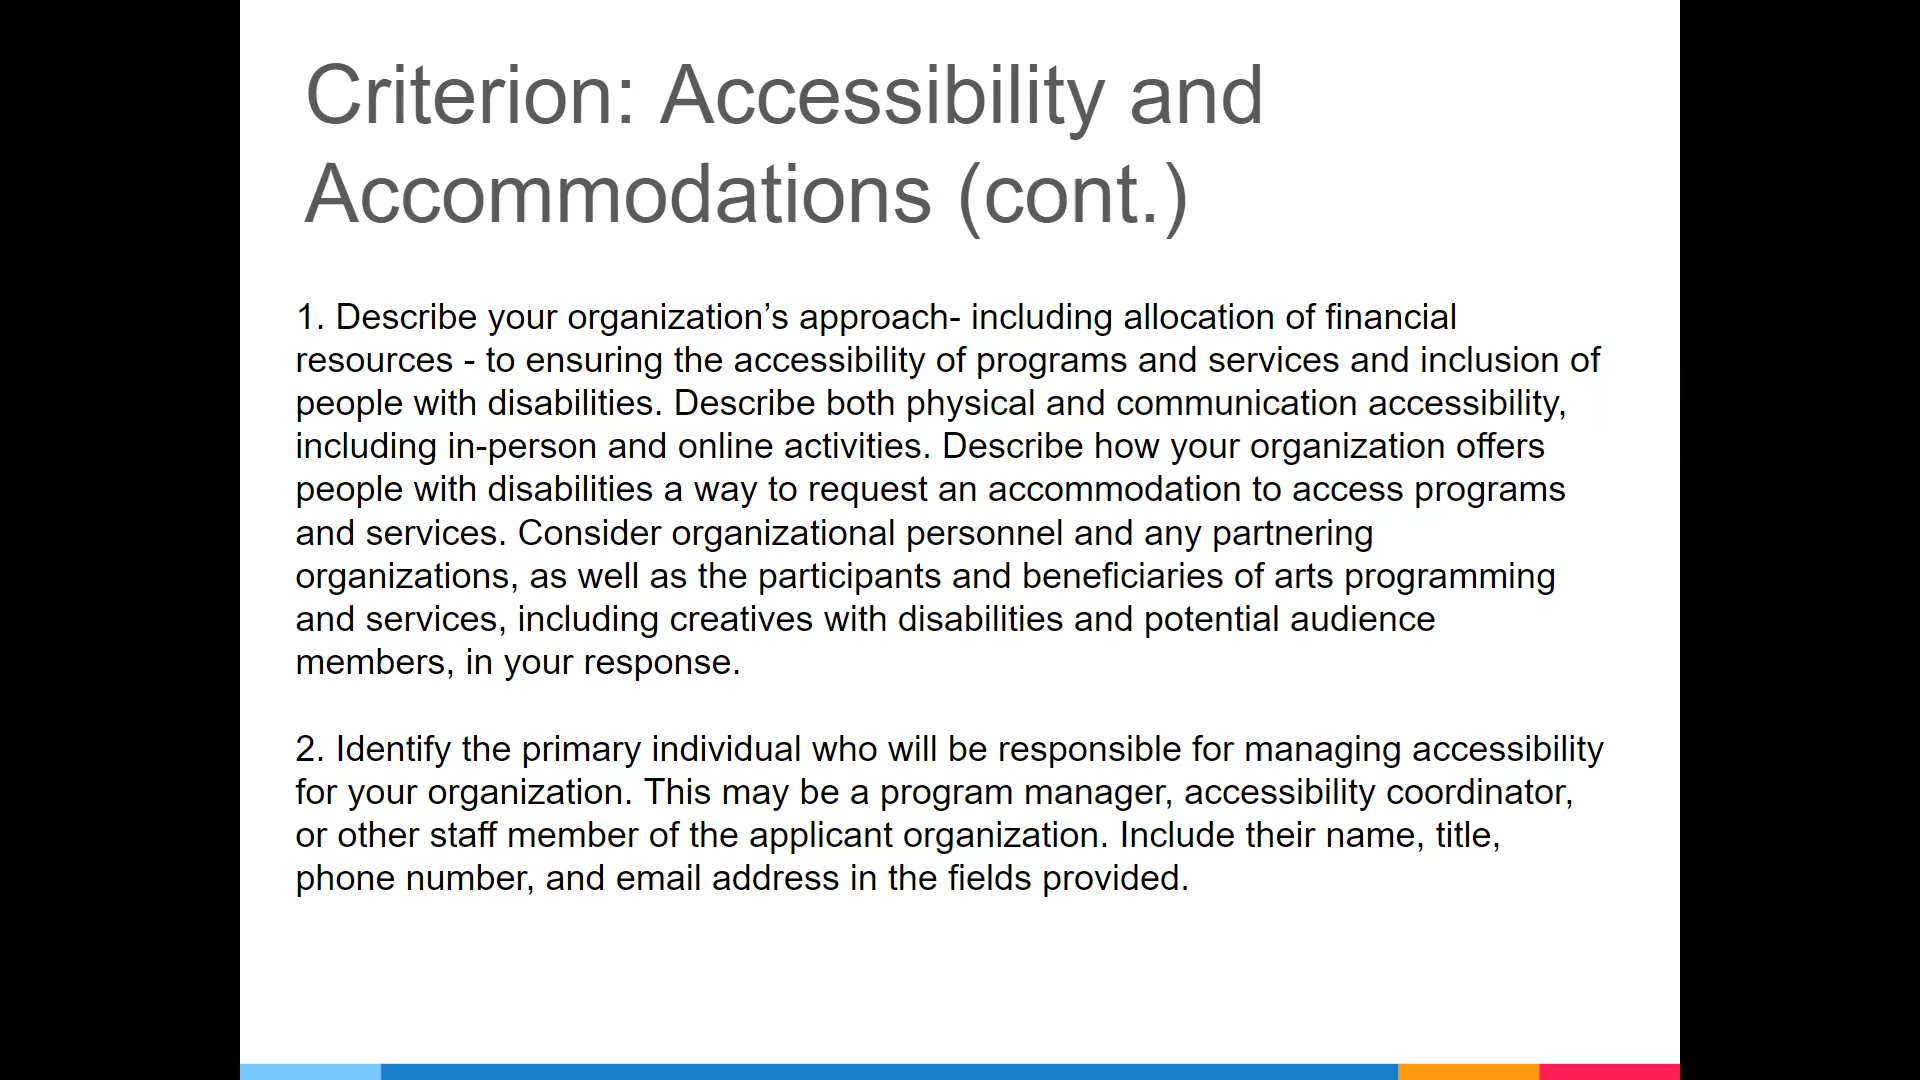 Criterion: Accessibility and
Accommodations (cont.)
1. Describe your organization’s approach- including allocation of financial
resources - to ensuring the accessibility of programs and services and inclusion of
people with disabilities. Describe both physical and communication accessibility,
including in-person and online activities. Describe how your organization offers
people with disabilities a way to request an accommodation to access programs
and services. Consider organizational personnel and any partnering
organizations, as well as the participants and beneficiaries of arts programming
and services, including creatives with disabilities and potential audience
members, in your response.
2. Identify the primary individual who will be responsible for managing accessibility
for your organization. This may be a program manager, accessibility coordinator,
or other staff member of the applicant organization. Include their name, title,
phone number, and email address in the fields provided.